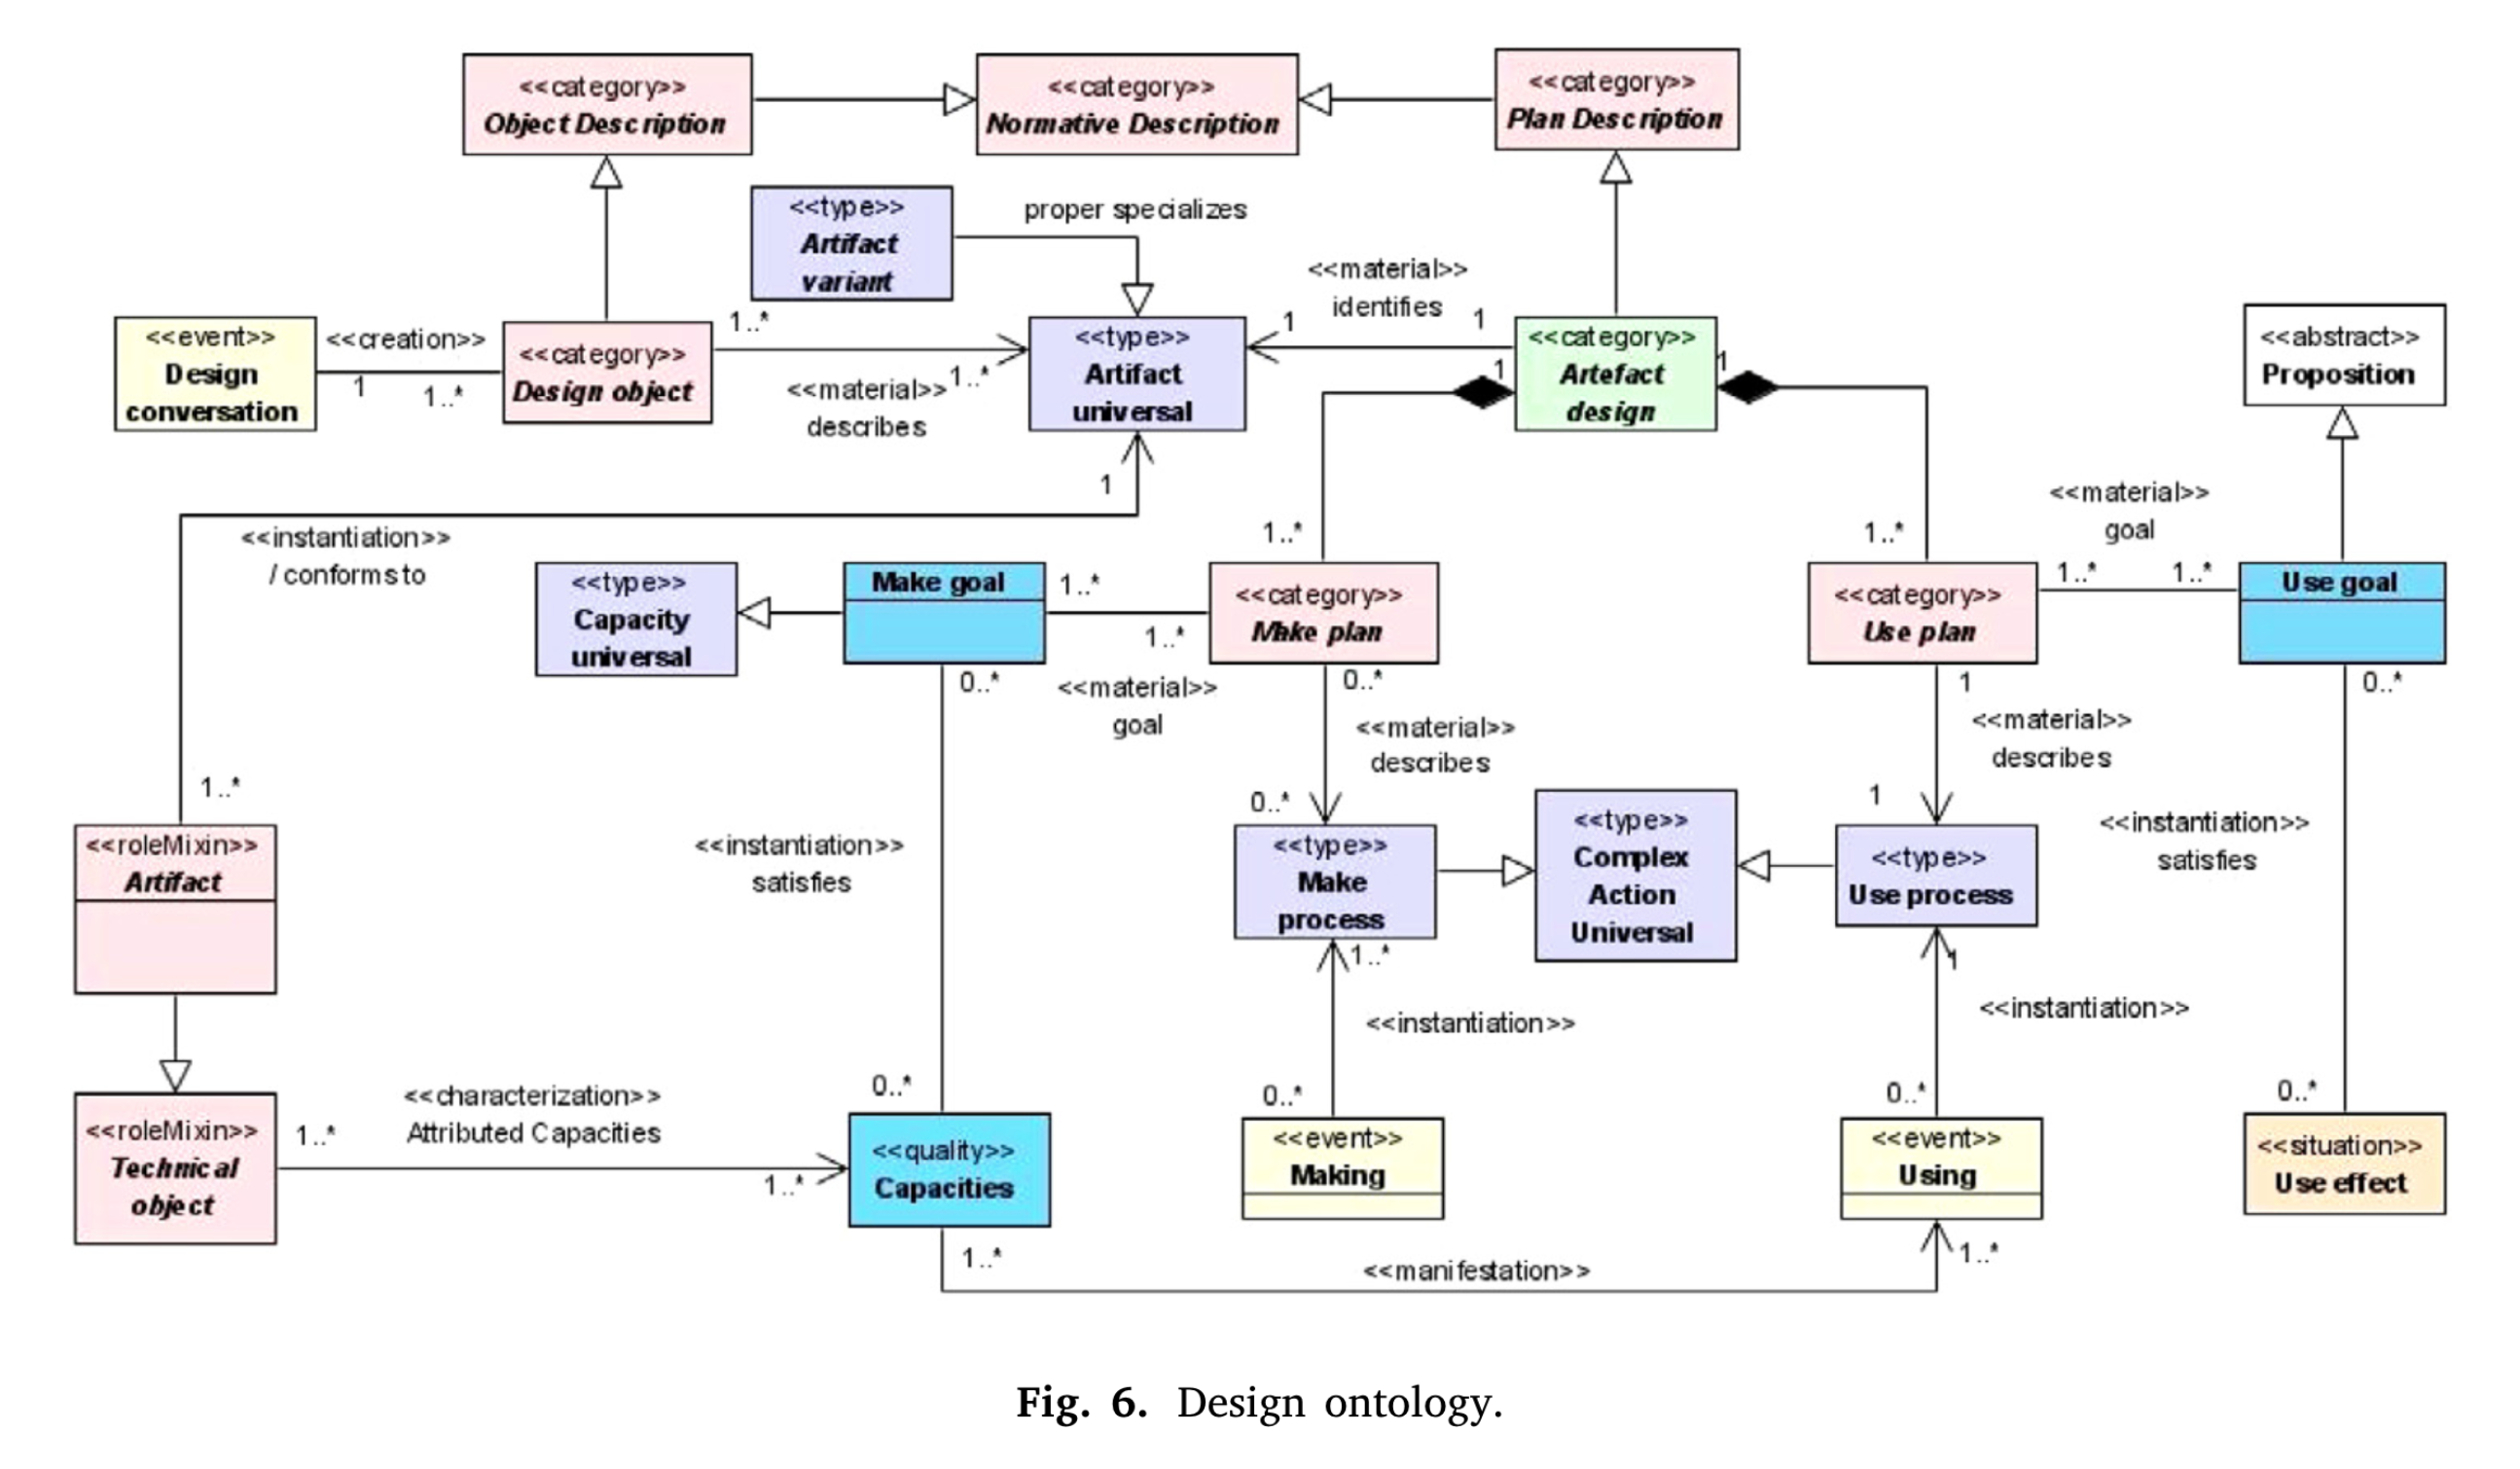 <<category>>
Object Description
<<category>>
Normative Description
<<category>>
Plan Description
<<type>>
Artifact
variant
proper specializes
<<material>>
identifies
1
1
<<event>>
Design
conversation
<<creation>>
1
1..*
<<category>>
Design object
1..*
<<material>>
describes
1..*
<<type>>
Artifact
universal
<<category>>
Artefact
design
1
1
<<abstract>>
Proposition
1
<<instantiation>>
/ conforms to
1..*
1..*
1..*
<<material>>
goal
<<type>>
Capacity
universal
Make goal
1..*
1..*
<<material>>
goal
<<category>>
Make plan
<<category>>
Use plan
1..*
1..*
Use goal
0..*
0..*
<<material>>
describes
0..*
1
<<material>>
describes
1
0..*
<<roleMixin>>
Artifact
<<instantiation>>
satisfies
<<type>>
Make
process
<<type>>
Complex
Action
Universal
<<type>>
Use process
<<instantiation>>
satisfies
1..*
<<instantiation>>
0..*
1
<<instantiation>>
0..*
0..*
0..*
<<roleMixin>>
Technical
object
1..*
<<characterization>>
Attributed Capacities
1..*
<<quality>>
Capacities
<<event>>
Making
<<event>>
Using
<<situation>>
Use effect
1..*
<<manifestation>>
1..*
Fig. 6. Design ontology.